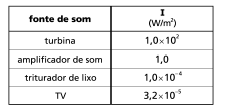 fonte de som I
(W/m²)
turbina 1,0×10²
amplificador de som 1,0
triturador de lixo 1,0×10⁻⁴
TV 3,2×10⁻⁵